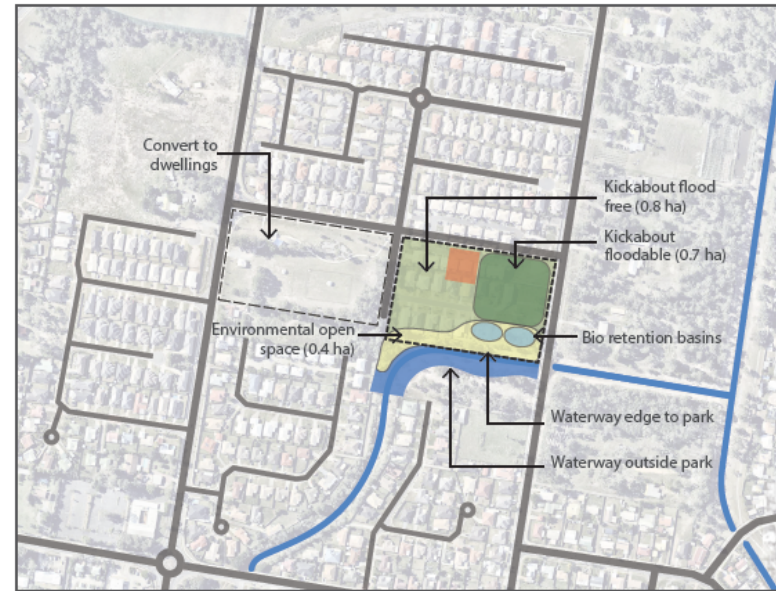 Convert to
dwellings
Kickabout flood
free (0.8 ha)
Kickabout
floodable (0.7 ha)
Environmental open
space (0.4 ha)
Bio retention basins
Waterway edge to park
Waterway outside park